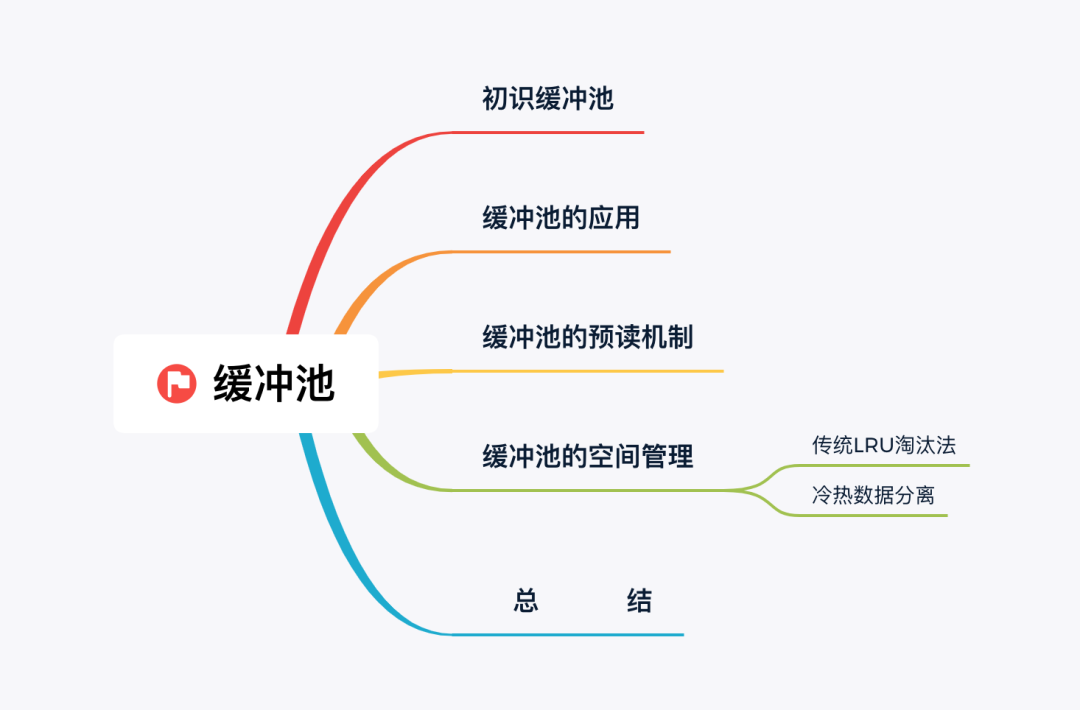 初识缓冲池
缓冲池的应用
缓冲池的预读机制
缓冲池
缓冲池的空间管理
传统LRU淘汰法
冷热数据分离
总 结